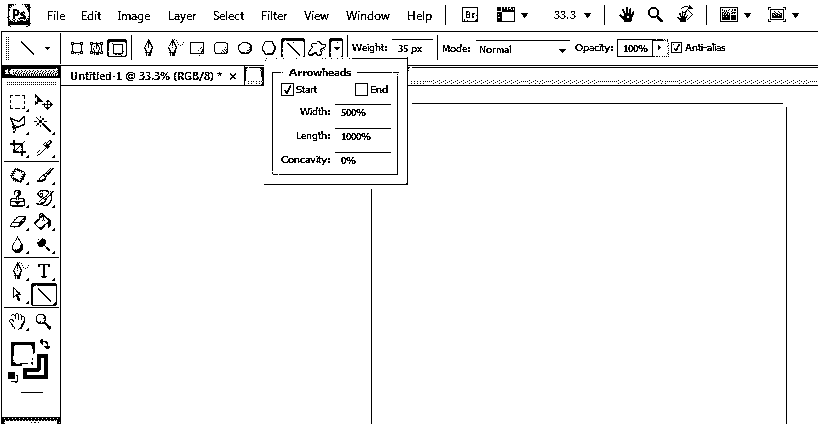 Ps File Edit Image Layer Select Filter View Window Help Br 33.3
Weight: 35 px Mode: Normal Opacity: 100% Anti-alias
Untitled-1 @ 33.3% (RGB/8) * ×
Arrowheads
Start End
Width: 500%
Length: 1000%
Concavity: 0%
T